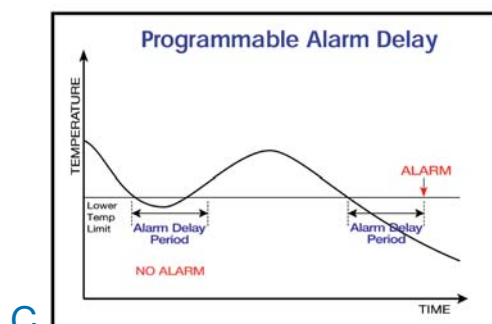 Programmable Alarm Delay
TEMPERATURE
ALARM
Lower
Temp
Limit
Alarm Delay
Period
Alarm Delay
Period
NO ALARM
TIME
C.